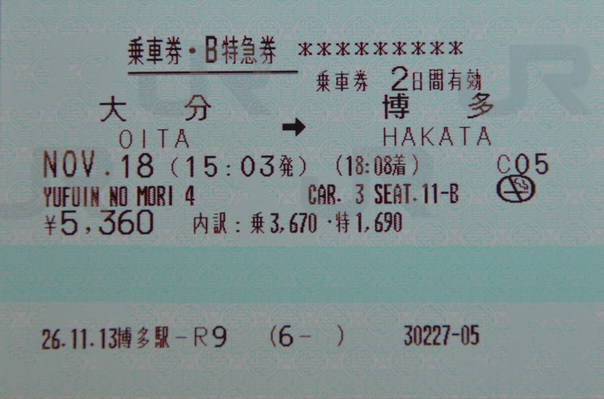 乗車券・B特急券 *********
乗車券 2日間有効
大分 → 博多
OITA HAKATA
NOV.18 (15:03発) (18:08着) C05
YUFUIN NO MORI 4 CAR. 3 SEAT.11-B
¥5,360 内訳:乗3,670・特1,690
26.11.13博多駅-R9 (6- ) 30227-05